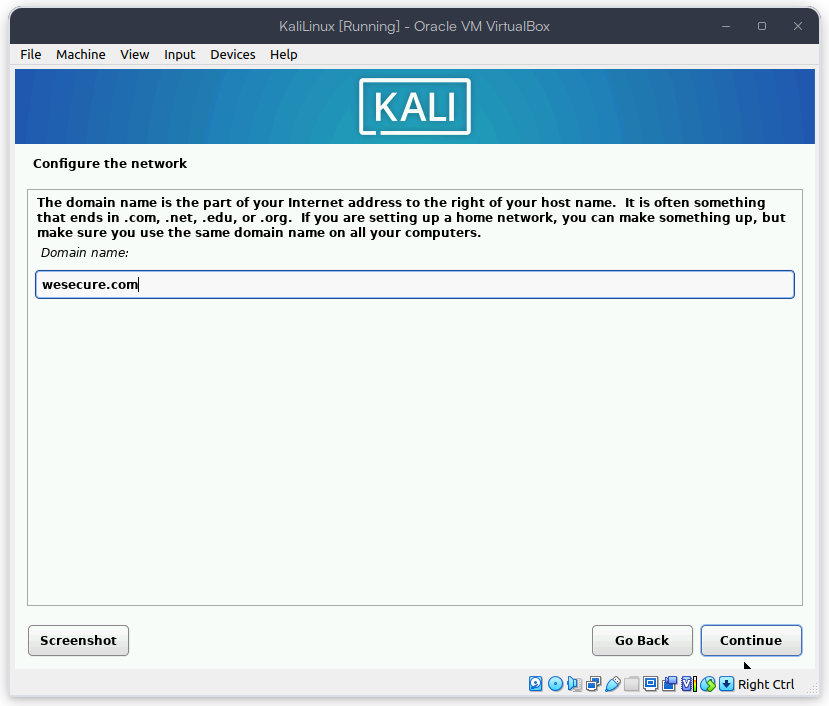 KaliLinux [Running] - Oracle VM VirtualBox
File Machine View Input Devices Help
KALI
Configure the network
The domain name is the part of your Internet address to the right of your host name.  It is often something
that ends in .com, .net, .edu, or .org.  If you are setting up a home network, you can make something up, but
make sure you use the same domain name on all your computers.
Domain name:
wesecure.com
Screenshot Go Back Continue
Right Ctrl